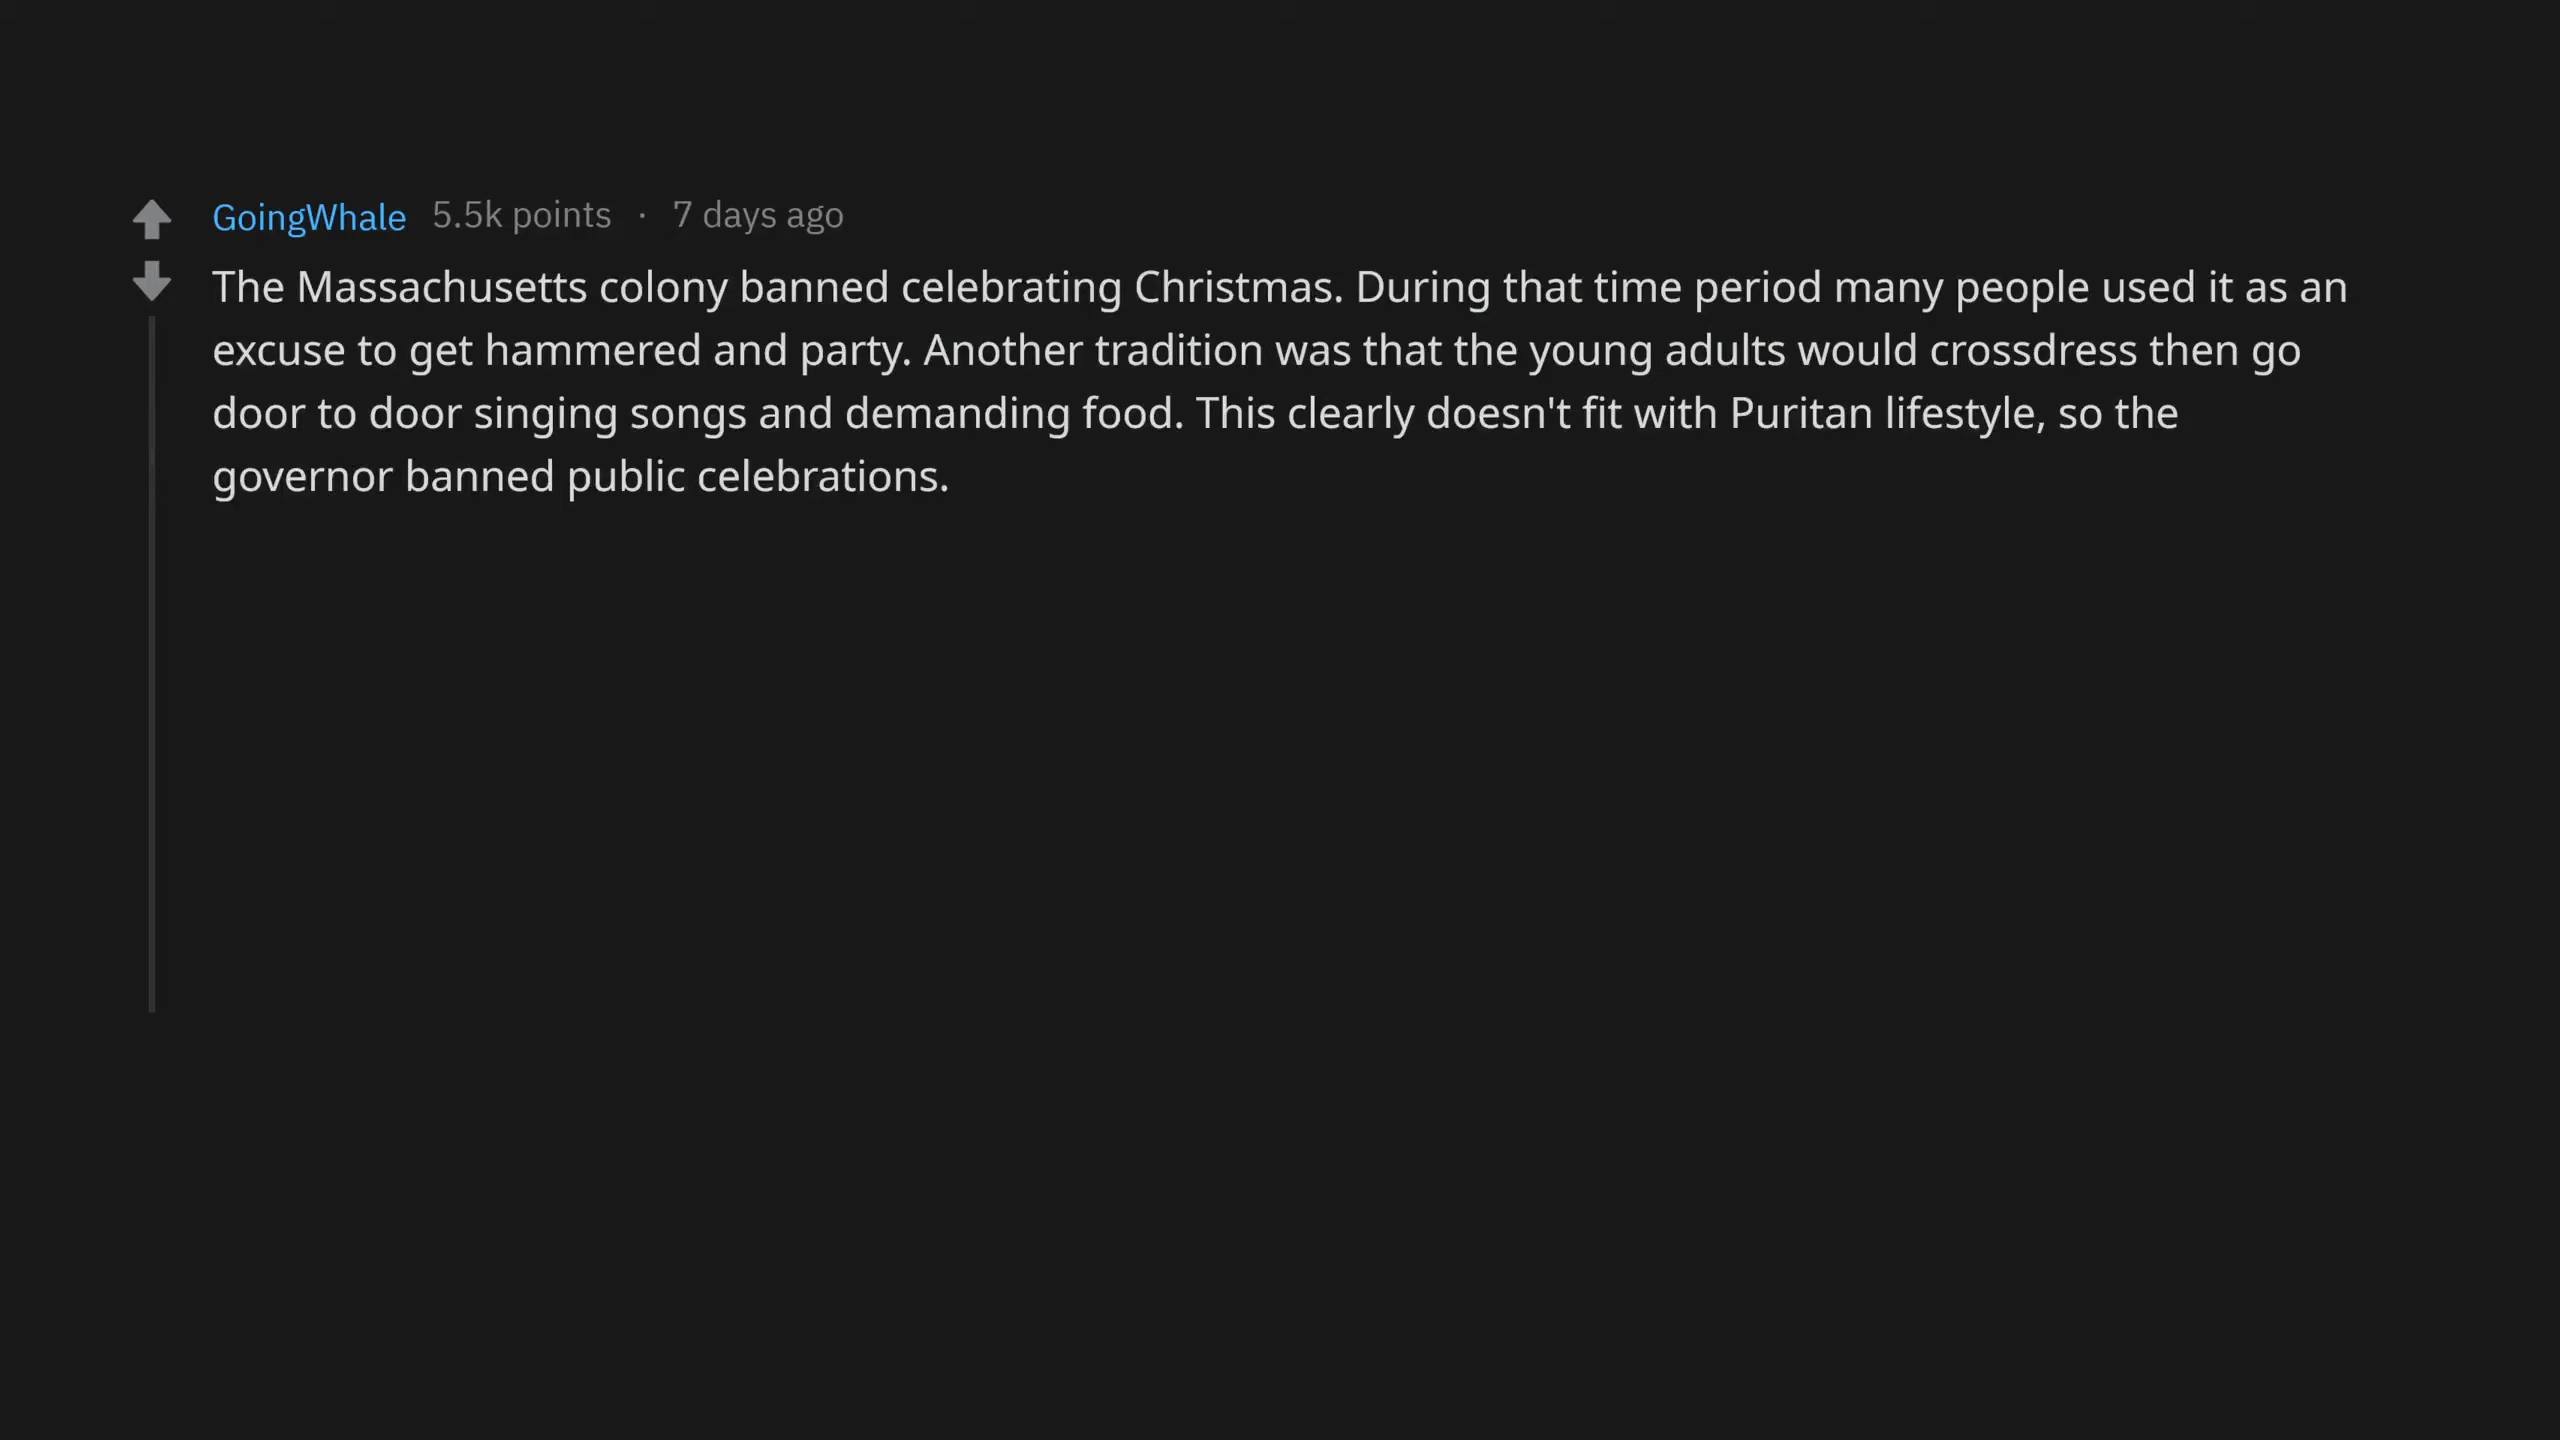 GoingWhale 5.5k points · 7 days ago
The Massachusetts colony banned celebrating Christmas. During that time period many people used it as an
excuse to get hammered and party. Another tradition was that the young adults would crossdress then go
door to door singing songs and demanding food. This clearly doesn't fit with Puritan lifestyle, so the
governor banned public celebrations.